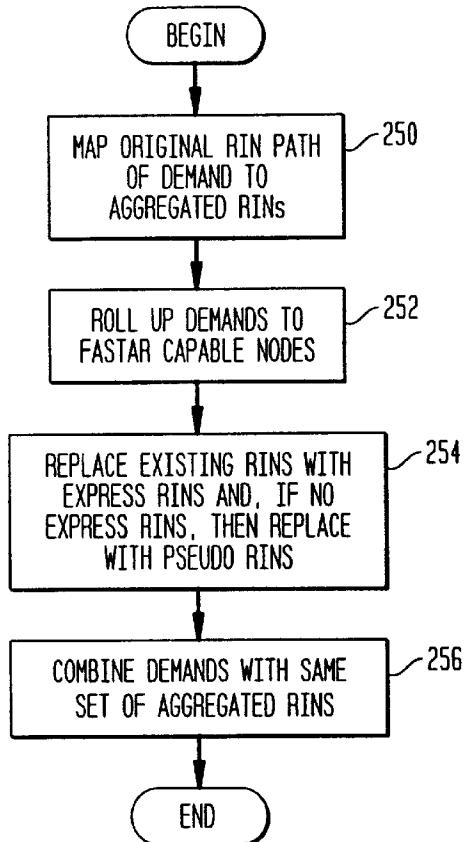 BEGIN
MAP ORIGINAL RIN PATH
OF DEMAND TO
AGGREGATED RINs
250
ROLL UP DEMANDS TO
FASTAR CAPABLE NODES
252
REPLACE EXISTING RINS WITH
EXPRESS RINS AND, IF NO
EXPRESS RINS, THEN REPLACE
WITH PSEUDO RINS
254
COMBINE DEMANDS WITH SAME
SET OF AGGREGATED RINS
256
END